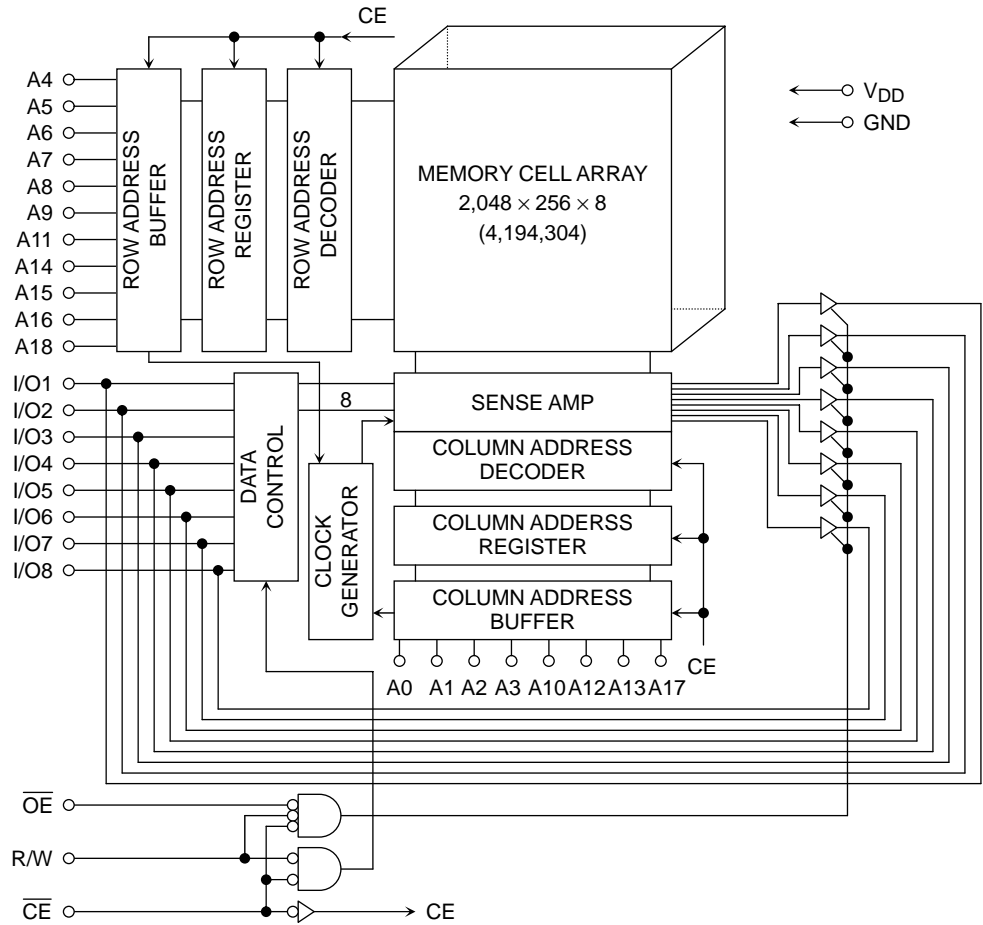 CE
A4
A5
A6
A7
A8
A9
A11
A14
A15
A16
A18
ROW ADDRESS
BUFFER
ROW ADDRESS
REGISTER
ROW ADDRESS
DECODER
MEMORY CELL ARRAY
2,048 × 256 × 8
(4,194,304)
VDD
GND
I/O1
I/O2
I/O3
I/O4
I/O5
I/O6
I/O7
I/O8
DATA
CONTROL
8
CLOCK
GENERATOR
SENSE AMP
COLUMN ADDRESS
DECODER
COLUMN ADDERSS
REGISTER
COLUMN ADDRESS
BUFFER
CE
A0 A1 A2 A3 A10 A12 A13 A17
OE
R/W
CE
CE